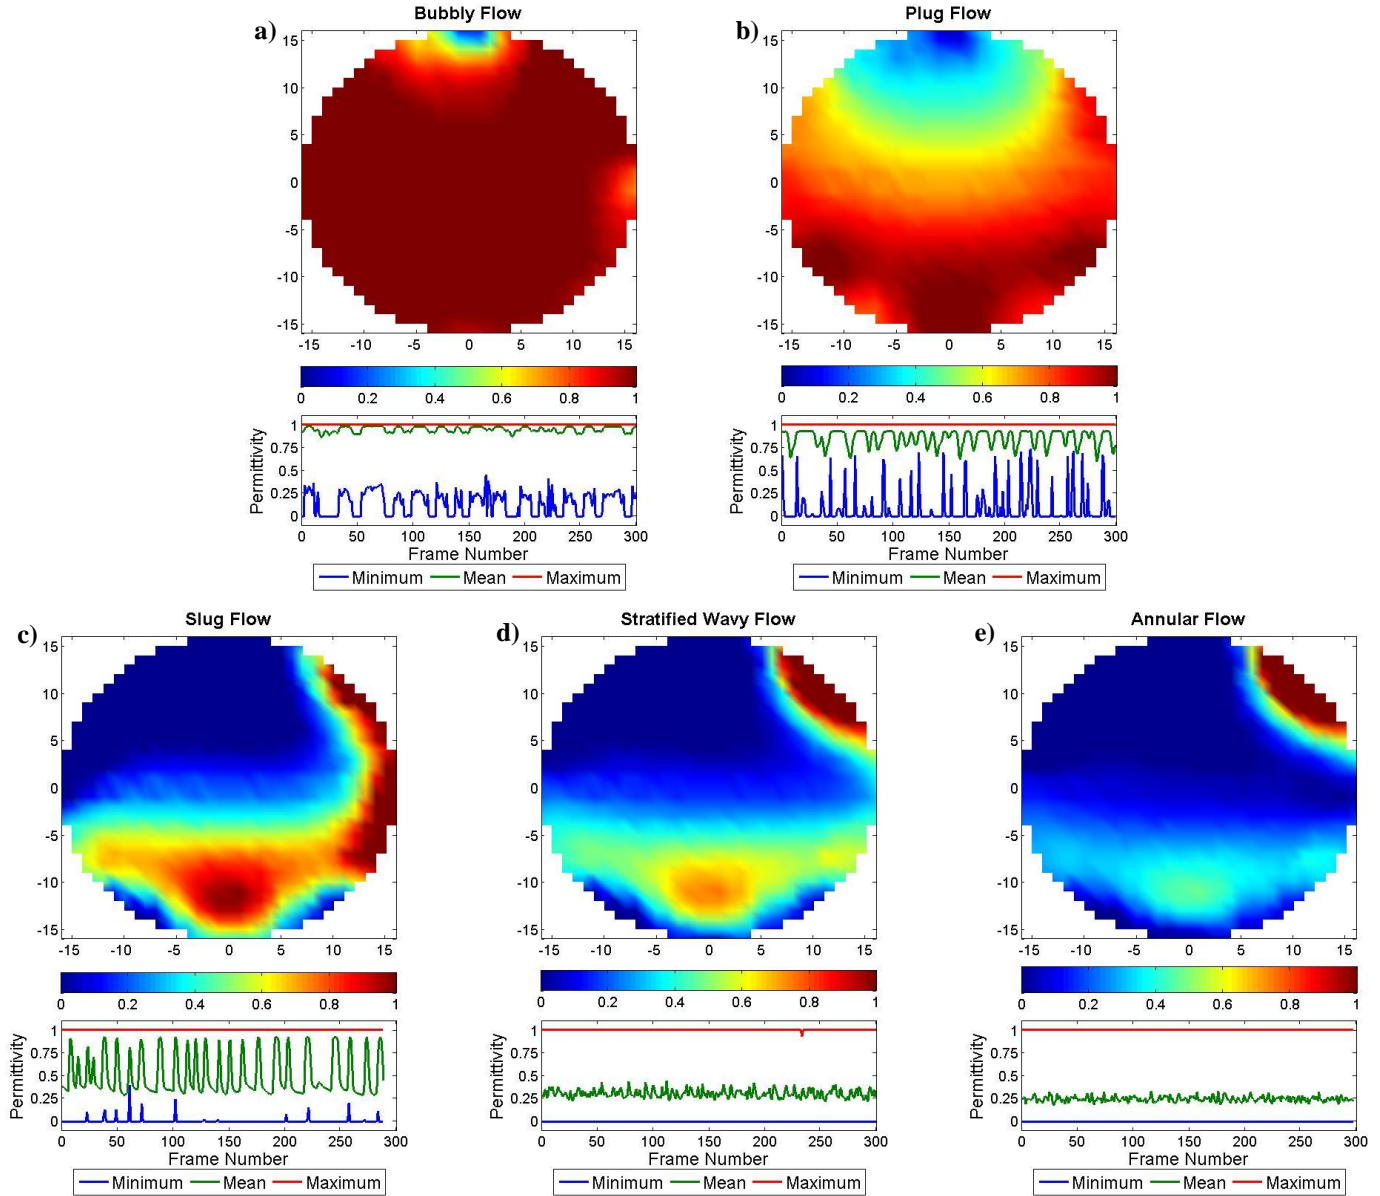 Bubbly Flow
a)
15
10
5
0
-5
-10
-15
-15 -10 -5 0 5 10 15
0 0.2 0.4 0.6 0.8 1
Permittivity
1
0.75
0.5
0.25
0
0 50 100 150 200 250 300
Frame Number
Minimum Mean Maximum
Plug Flow
b)
15
10
5
0
-5
-10
-15
-15 -10 -5 0 5 10 15
0 0.2 0.4 0.6 0.8 1
Permittivity
1
0.75
0.5
0.25
0
0 50 100 150 200 250 300
Frame Number
Minimum Mean Maximum
Slug Flow
c)
15
10
5
0
-5
-10
-15
-15 -10 -5 0 5 10 15
0 0.2 0.4 0.6 0.8 1
Permittivity
1
0.75
0.5
0.25
0
0 50 100 150 200 250 300
Frame Number
Minimum Mean Maximum
Stratified Wavy Flow
d)
15
10
5
0
-5
-10
-15
-15 -10 -5 0 5 10 15
0 0.2 0.4 0.6 0.8 1
Permittivity
1
0.75
0.5
0.25
0
0 50 100 150 200 250 300
Frame Number
Minimum Mean Maximum
Annular Flow
e)
15
10
5
0
-5
-10
-15
-15 -10 -5 0 5 10 15
0 0.2 0.4 0.6 0.8 1
Permittivity
1
0.75
0.5
0.25
0
0 50 100 150 200 250 300
Frame Number
Minimum Mean Maximum